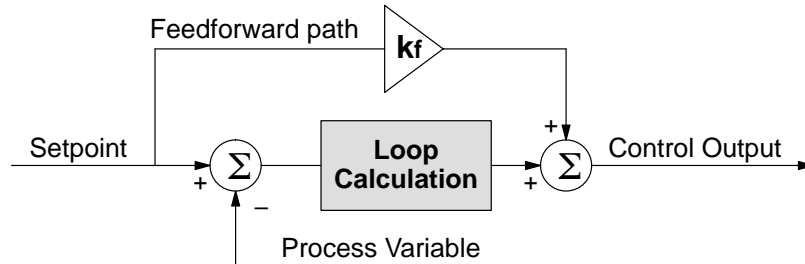 Feedforward path
kf
+
Setpoint
Σ
Loop
Calculation
Σ
Control Output
+
+
−
Process Variable